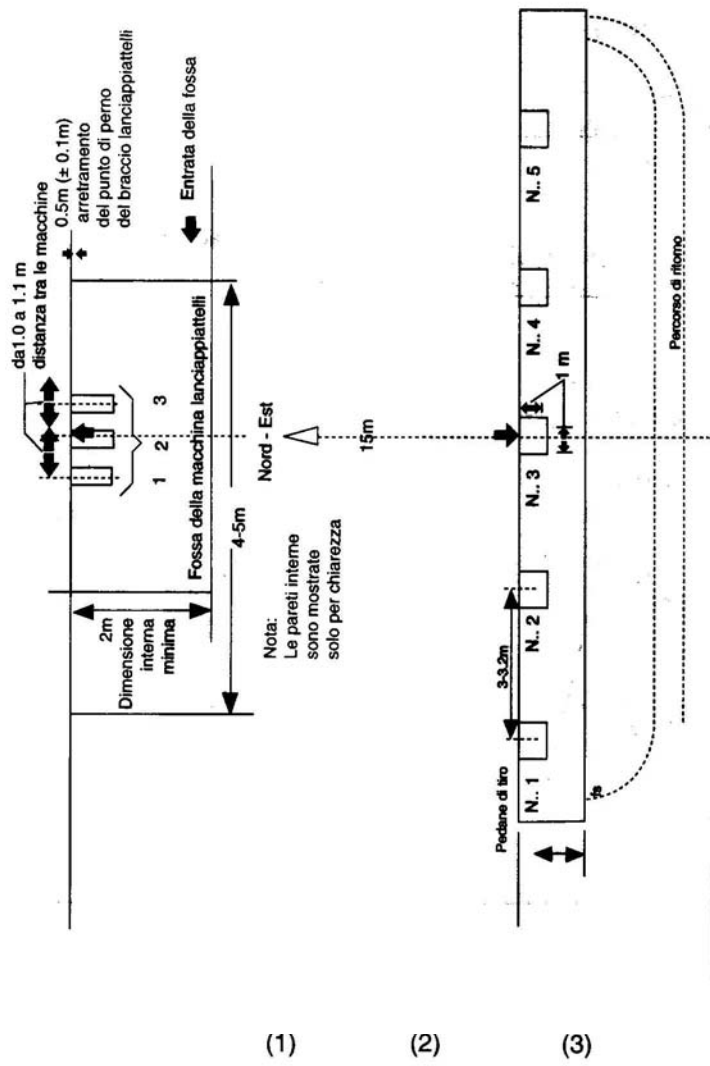 da1.0 a 1.1 m
distanza tra le macchine
0.5m (± 0.1m)
arretramento
del punto di perno
del braccio lanciappiattelli
Entrata della fossa
1
2
3
Fossa della macchina lanciappiattelli
2m
Dimensione
interna
minima
4-5m
Nord - Est
Nota:
Le pareti interne
sono mostrate
solo per chiarezza
15m
Pedane di tiro
3-3.2m
1 m
N.. 1
N.. 2
N.. 3
N.. 4
N.. 5
Percorso di ritorno
(1)
(2)
(3)